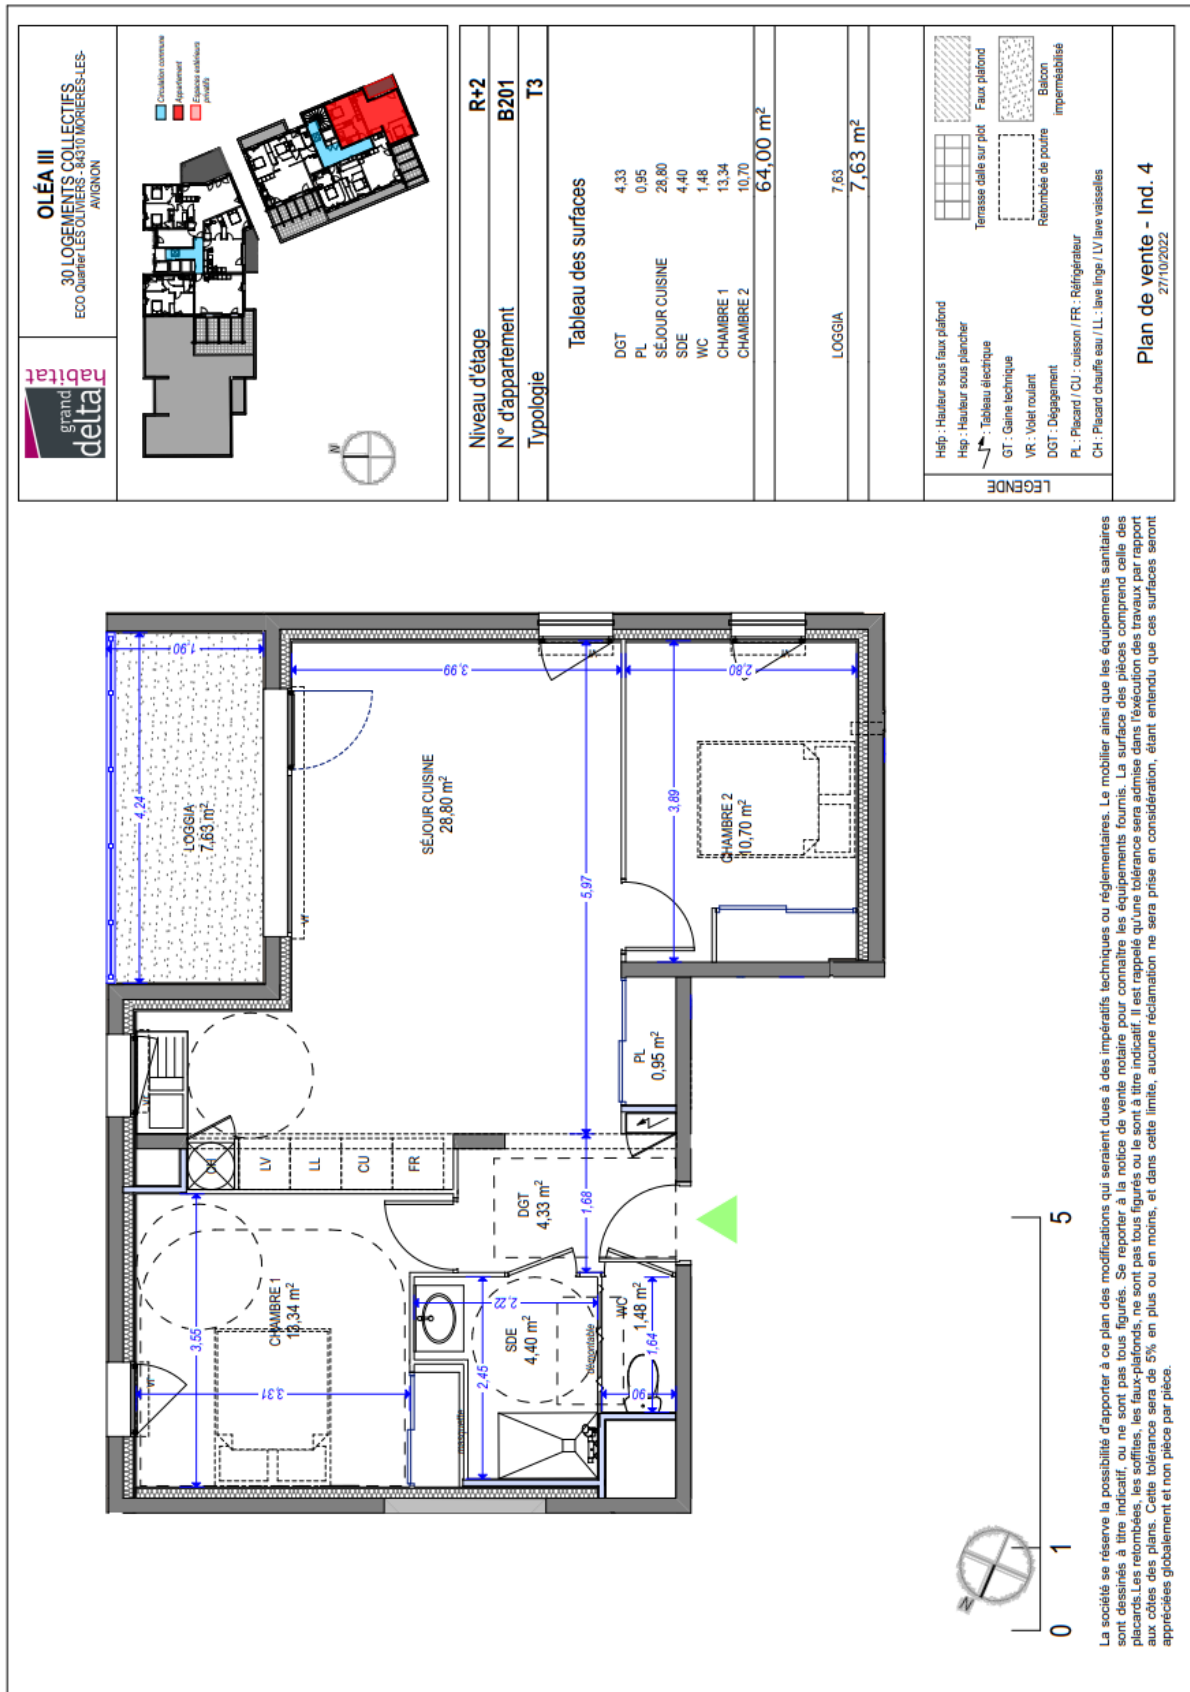 grand
delta
habitat
OLÉA III
30 LOGEMENTS COLLECTIFS
ECO Quartier LES OLIVIERS - 84310 MORIERES-LES-
AVIGNON
Circulation commune
Appartement
Espaces extérieurs
privatifs
N
Niveau d'étage R+2
N° d'appartement B201
Typologie T3
Tableau des surfaces
DGT 4,33
PL 0,95
SÉJOUR CUISINE 28,80
SDE 4,40
WC 1,48
CHAMBRE 1 13,34
CHAMBRE 2 10,70
64,00 m²
LOGGIA 7,63
7,63 m²
LEGENDE
Hsfp : Hauteur sous faux plafond
Hsp : Hauteur sous plancher
: Tableau électrique
GT : Gaine technique
VR : Volet roulant
DGT : Dégagement
PL : Placard / CU : cuisson / FR : Réfrigérateur
CH : Placard chauffe eau / LL : lave linge / LV lave vaisselles
Terrasse dalle sur plot
Faux plafond
Retombée de poutre
Balcon
imperméabilisé
Plan de vente - Ind. 4
27/10/2022
LOGGIA
7,63 m²
1,90
4,24
SÉJOUR CUISINE
28,80 m²
3,99
5,97
VR
CHAMBRE 2
10,70 m²
2,80
3,89
PL
0,95 m²
CH
LV
LL
CU
FR
DGT
4,33 m²
1,68
CHAMBRE 1
13,34 m²
3,55
3,31
SDE
4,40 m²
2,22
2,45
démontable
WC
1,48 m²
1,64
90
N
0 1 5
La société se réserve la possibilité d'apporter à ce plan des modifications qui seraient dues à des impératifs techniques ou réglementaires. Le mobilier ainsi que les équipements sanitaires
sont dessinés à titre indicatif, ou ne sont pas tous figurés. Se reporter à la notice de vente notaire pour connaître les équipements fournis. La surface des pièces comprend celle des
placards.Les retombées, les soffites, les faux-plafonds, ne sont pas tous figurés ou le sont à titre indicatif. Il est rappelé qu'une tolérance sera admise dans l'exécution des travaux par rapport
aux côtes des plans. Cette tolérance sera de 5% en plus ou en moins, et dans cette limite, aucune réclamation ne sera prise en considération, étant entendu que ces surfaces seront
appréciées globalement et non pièce par pièce.